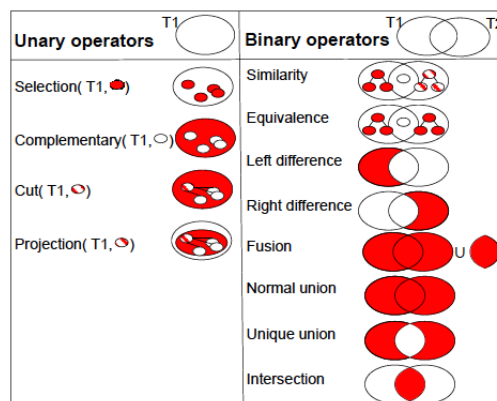 Unary operators T1
Selection( T1, )
Complementary( T1, )
Cut( T1, )
Projection( T1, )
Binary operators T1 T2
Similarity
Equivalence
Left difference
Right difference
Fusion U
Normal union
Unique union
Intersection